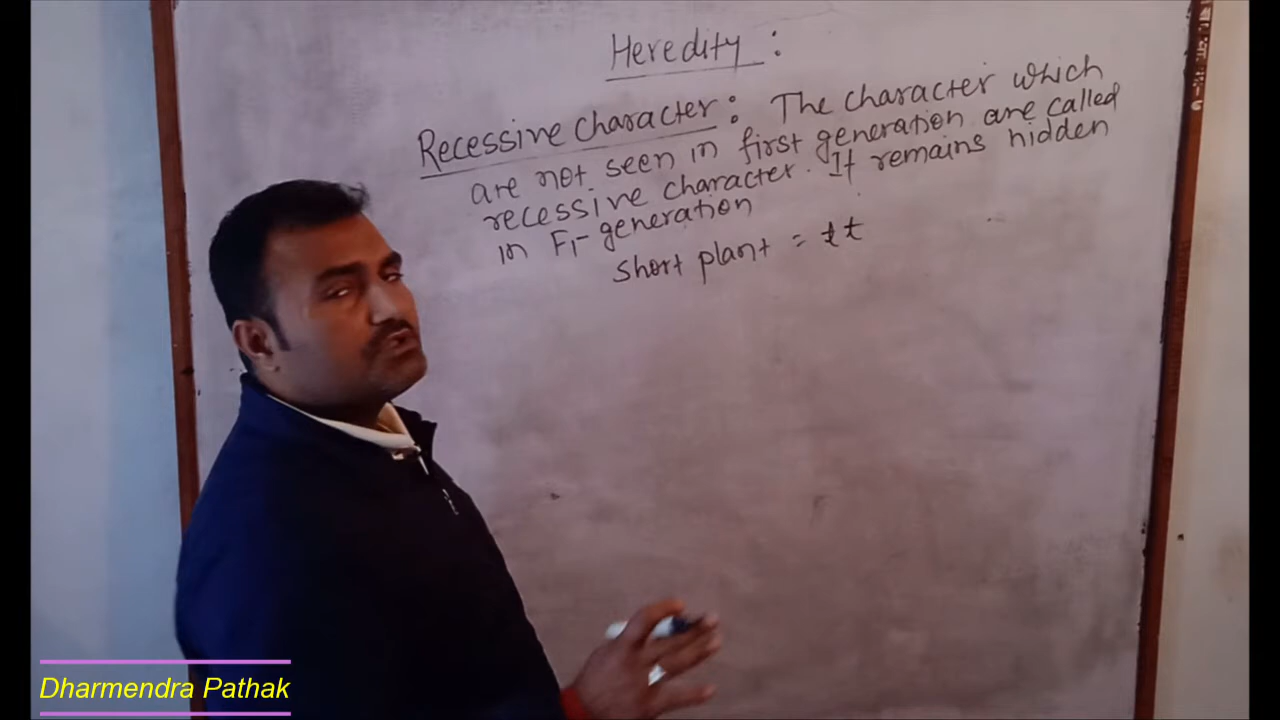 Heredity :
Recessive character : The character which
are not seen in first generation are called
recessive character. It remains hidden
in F1- generation
Short plant = tt
Dharmendra Pathak